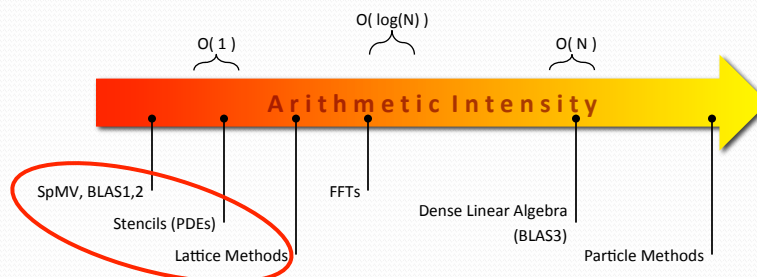 O( log(N) )
O( 1 )
O( N )
Arithmetic Intensity
SpMV, BLAS1,2
FFTs
Stencils (PDEs)
Dense Linear Algebra
(BLAS3)
Lattice Methods
Particle Methods